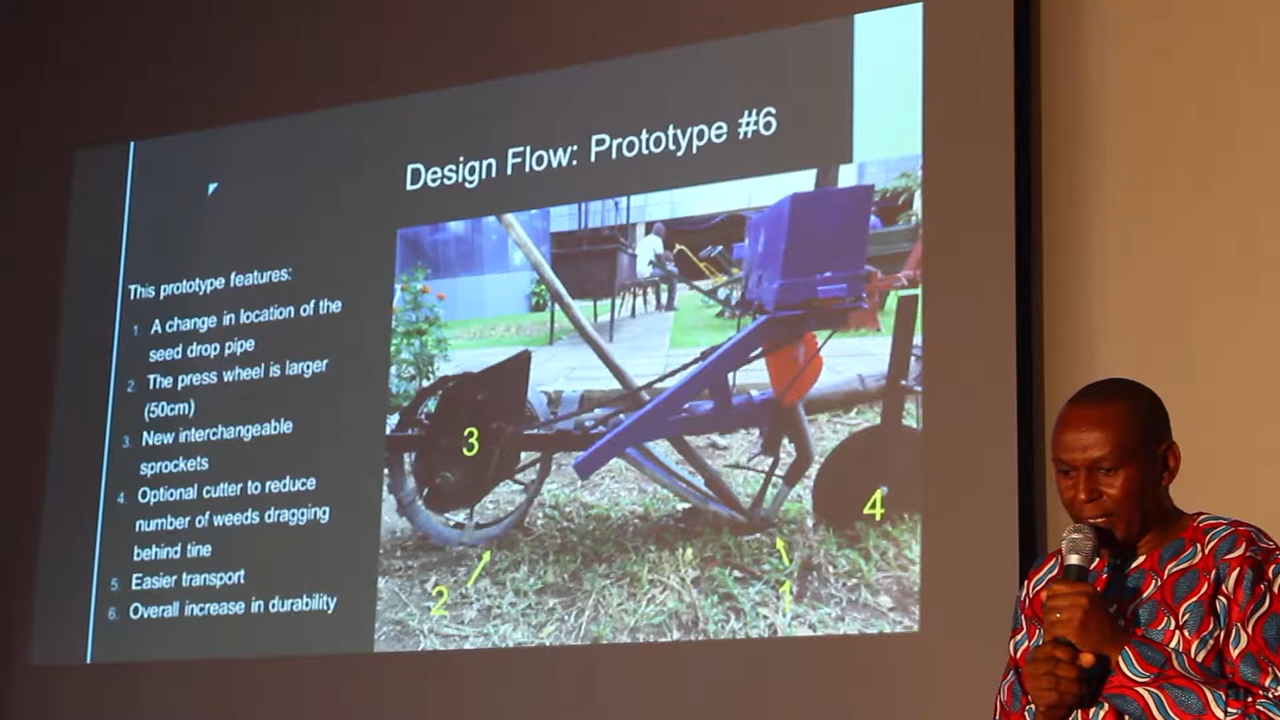 Design Flow: Prototype #6
This prototype features:
1. A change in location of the
seed drop pipe
2. The press wheel is larger
(50cm)
3. New interchangeable
sprockets
4. Optional cutter to reduce
number of weeds dragging
behind tine
5. Easier transport
6. Overall increase in durability
3
4
2
1